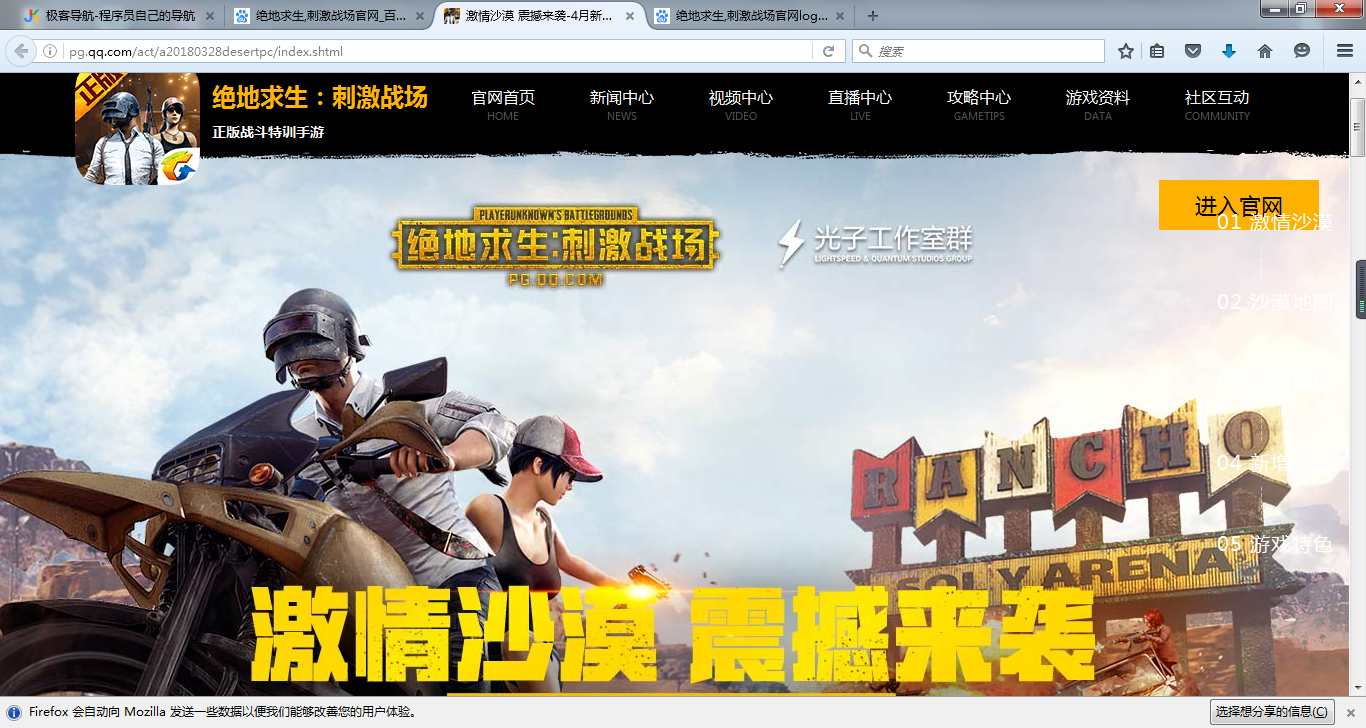 极客导航-程序员自己的导航
绝地求生,刺激战场官网_百...
激情沙漠 震撼来袭-4月新...
绝地求生,刺激战场官网log...
pg.qq.com/act/a20180328desertpc/index.shtml
搜索
正版
绝地求生：刺激战场
正版战斗特训手游
官网首页 新闻中心 视频中心 直播中心 攻略中心 游戏资料 社区互动
HOME NEWS VIDEO LIVE GAMETIPS DATA COMMUNITY
进入官网
PLAYERUNKNOWN'S BATTLEGROUNDS
绝地求生:刺激战场
PG.QQ.COM
光子工作室群
LIGHTSPEED & QUANTUM STUDIOS GROUP
01 激情沙漠
02 沙漠地图
04 新增
05 游戏特色
RANCHO
ARENA
激情沙漠 震撼来袭
Firefox 会自动向 Mozilla 发送一些数据以便我们能够改善您的用户体验。
选择想分享的信息(C)